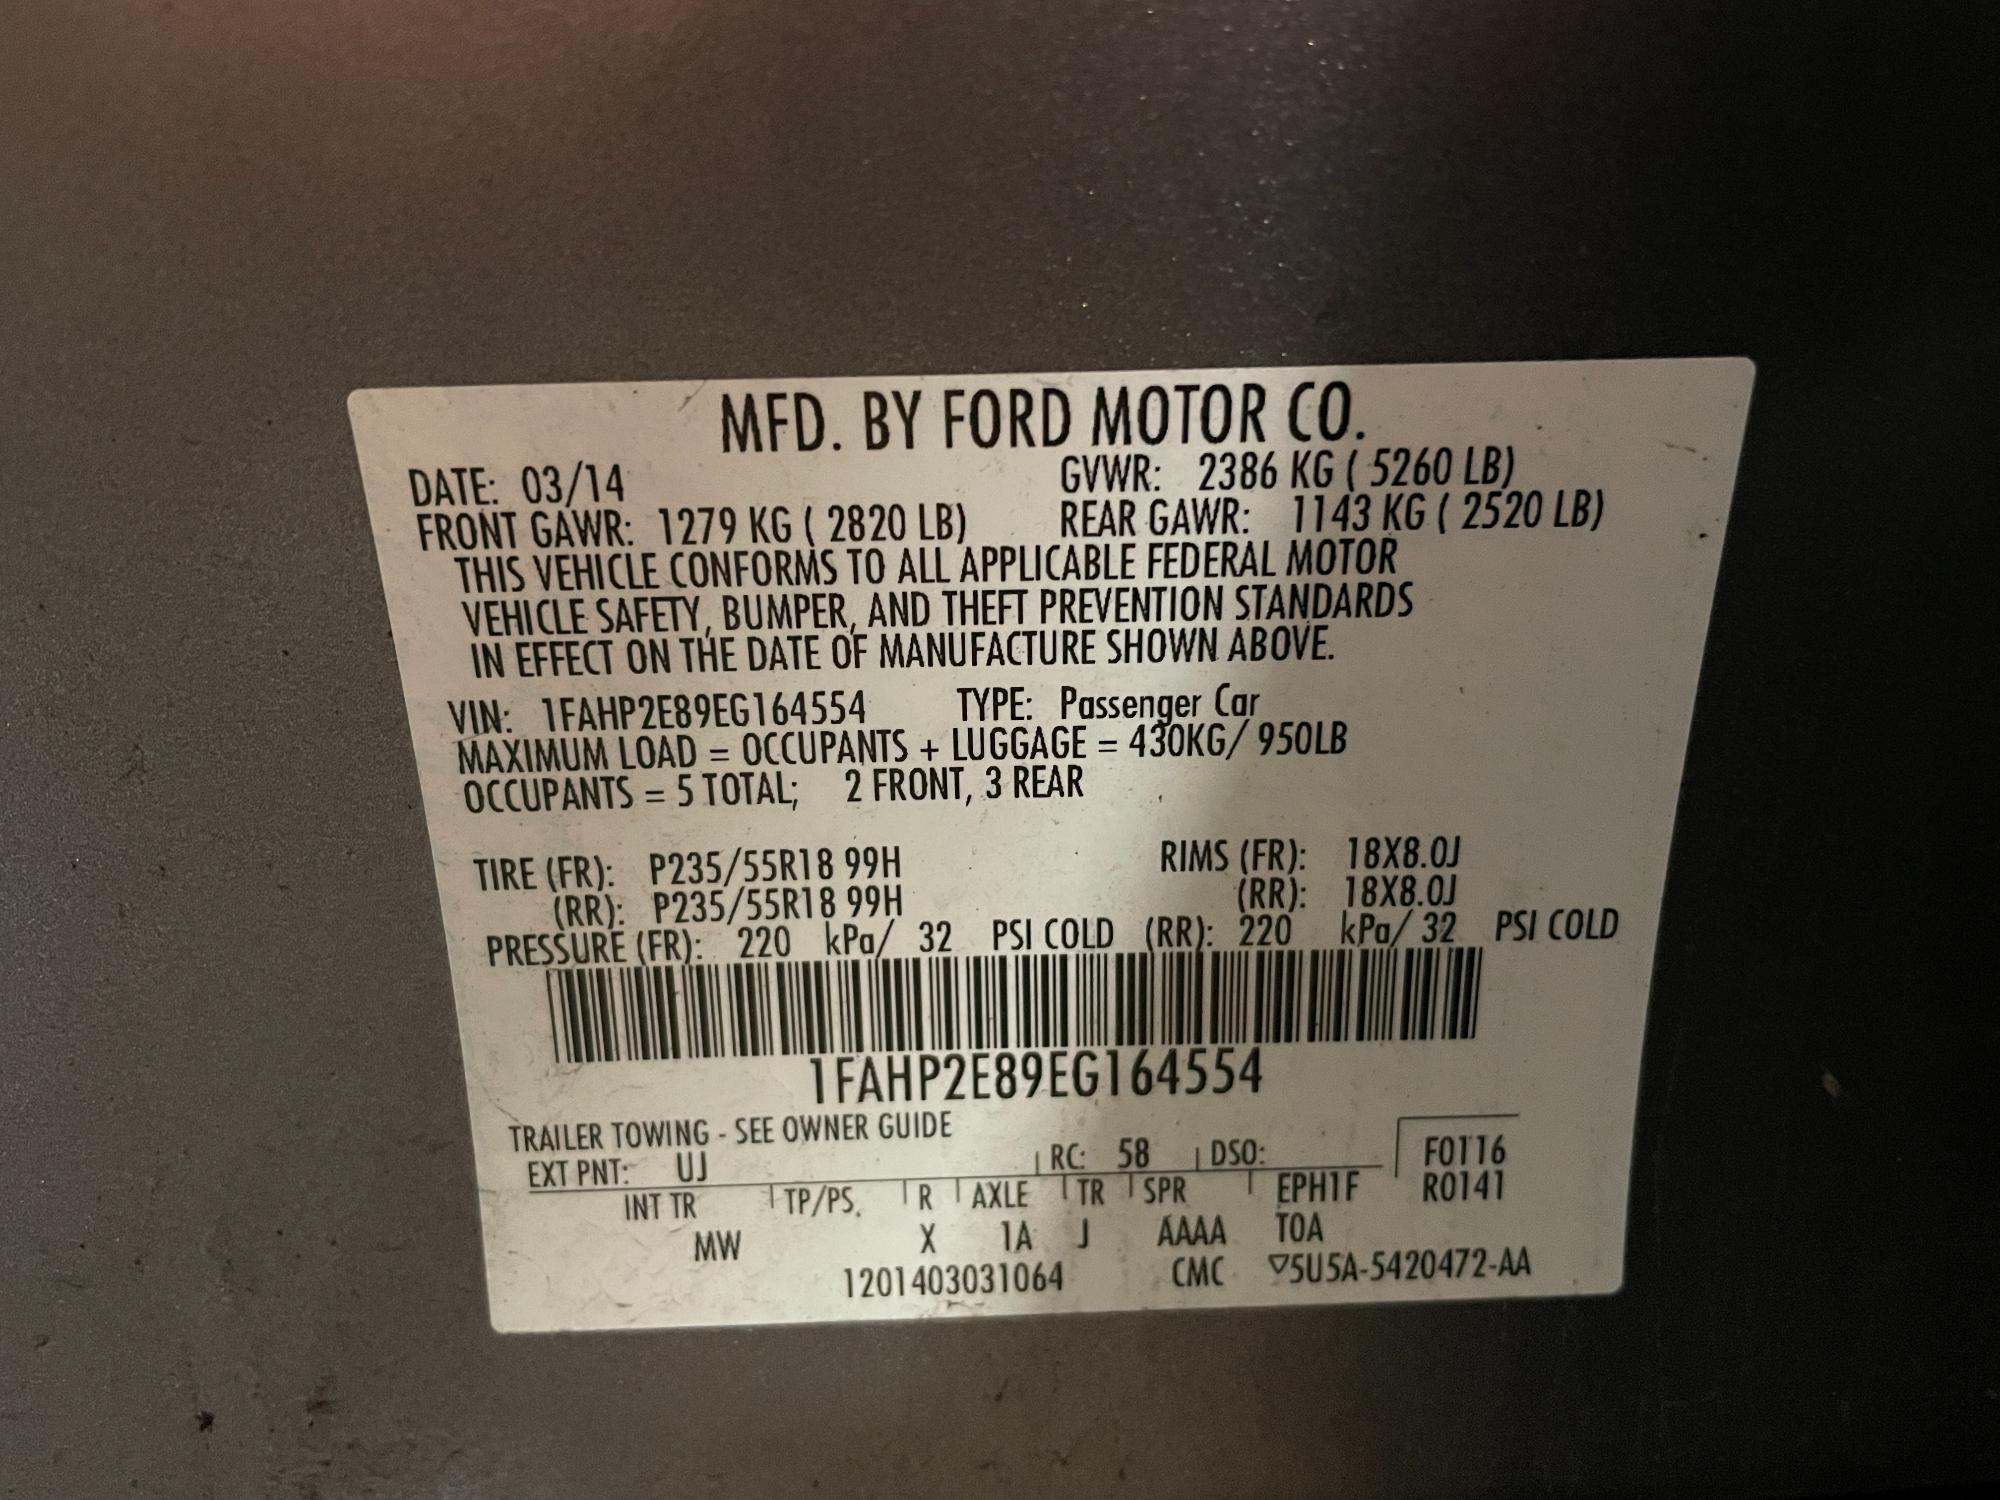 MFD. BY FORD MOTOR CO.
DATE: 03/14 GVWR: 2386 KG ( 5260 LB)
FRONT GAWR: 1279 KG ( 2820 LB) REAR GAWR: 1143 KG ( 2520 LB)
THIS VEHICLE CONFORMS TO ALL APPLICABLE FEDERAL MOTOR
VEHICLE SAFETY, BUMPER, AND THEFT PREVENTION STANDARDS
IN EFFECT ON THE DATE OF MANUFACTURE SHOWN ABOVE.
VIN: 1FAHP2E89EG164554 TYPE: Passenger Car
MAXIMUM LOAD = OCCUPANTS + LUGGAGE = 430KG/ 950LB
OCCUPANTS = 5 TOTAL; 2 FRONT, 3 REAR
TIRE (FR): P235/55R18 99H RIMS (FR): 18X8.0J
(RR): P235/55R18 99H (RR): 18X8.0J
PRESSURE (FR): 220 kPa/ 32 PSI COLD (RR): 220 kPa/ 32 PSI COLD
1FAHP2E89EG164554
TRAILER TOWING - SEE OWNER GUIDE
EXT PNT: UJ RC: 58 DSO: F0116
INT TR TP/PS. R AXLE TR SPR EPH1F R0141
MW X 1A J AAAA TOA
1201403031064 CMC ▽5U5A-5420472-AA